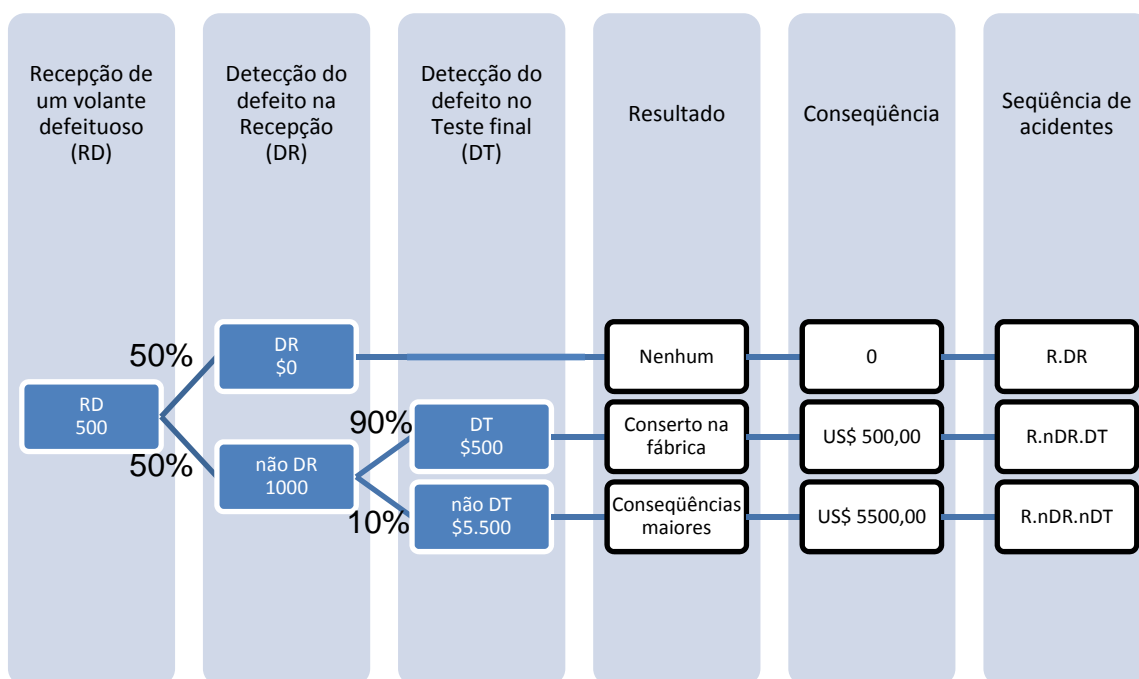 Recepção de
um volante
defeituoso
(RD)
Detecção do
defeito na
Recepção
(DR)
Detecção do
defeito no
Teste final
(DT)
Resultado
Conseqüência
Seqüência de
acidentes
50%
50%
RD
500
DR
$0
não DR
1000
90%
10%
DT
$500
não DT
$5.500
Nenhum
0
R.DR
Conserto na
fábrica
US$ 500,00
R.nDR.DT
Conseqüências
maiores
US$ 5500,00
R.nDR.nDT